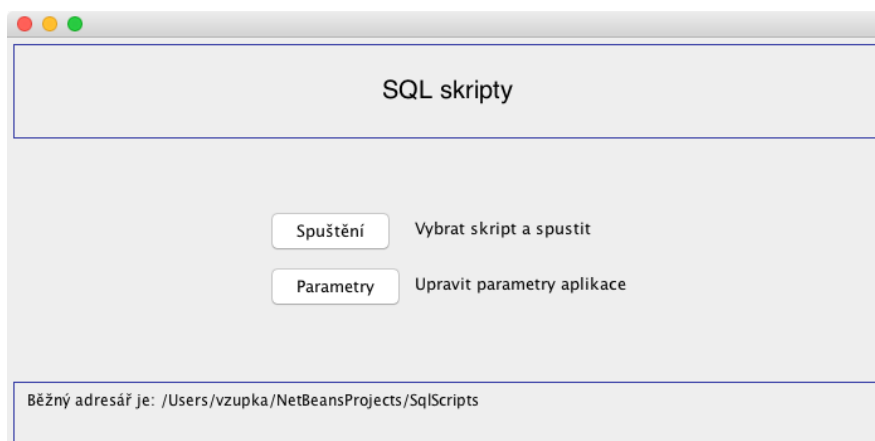 SQL skripty
Spuštění Vybrat skript a spustit
Parametry Upravit parametry aplikace
Běžný adresář je: /Users/vzupka/NetBeansProjects/SqlScripts